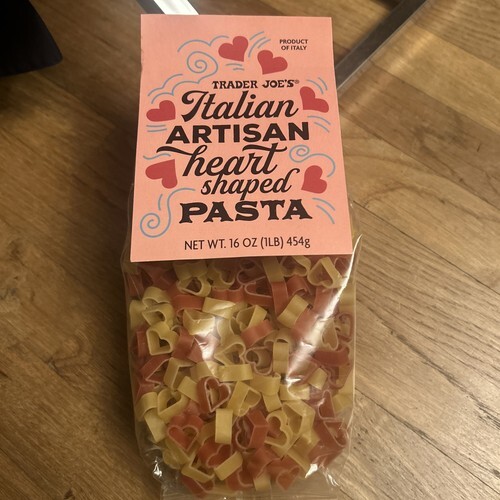 PRODUCT
OF ITALY
TRADER JOE'S®
Italian
ARTISAN
heart
shaped
PASTA
NET WT. 16 OZ (1LB) 454g